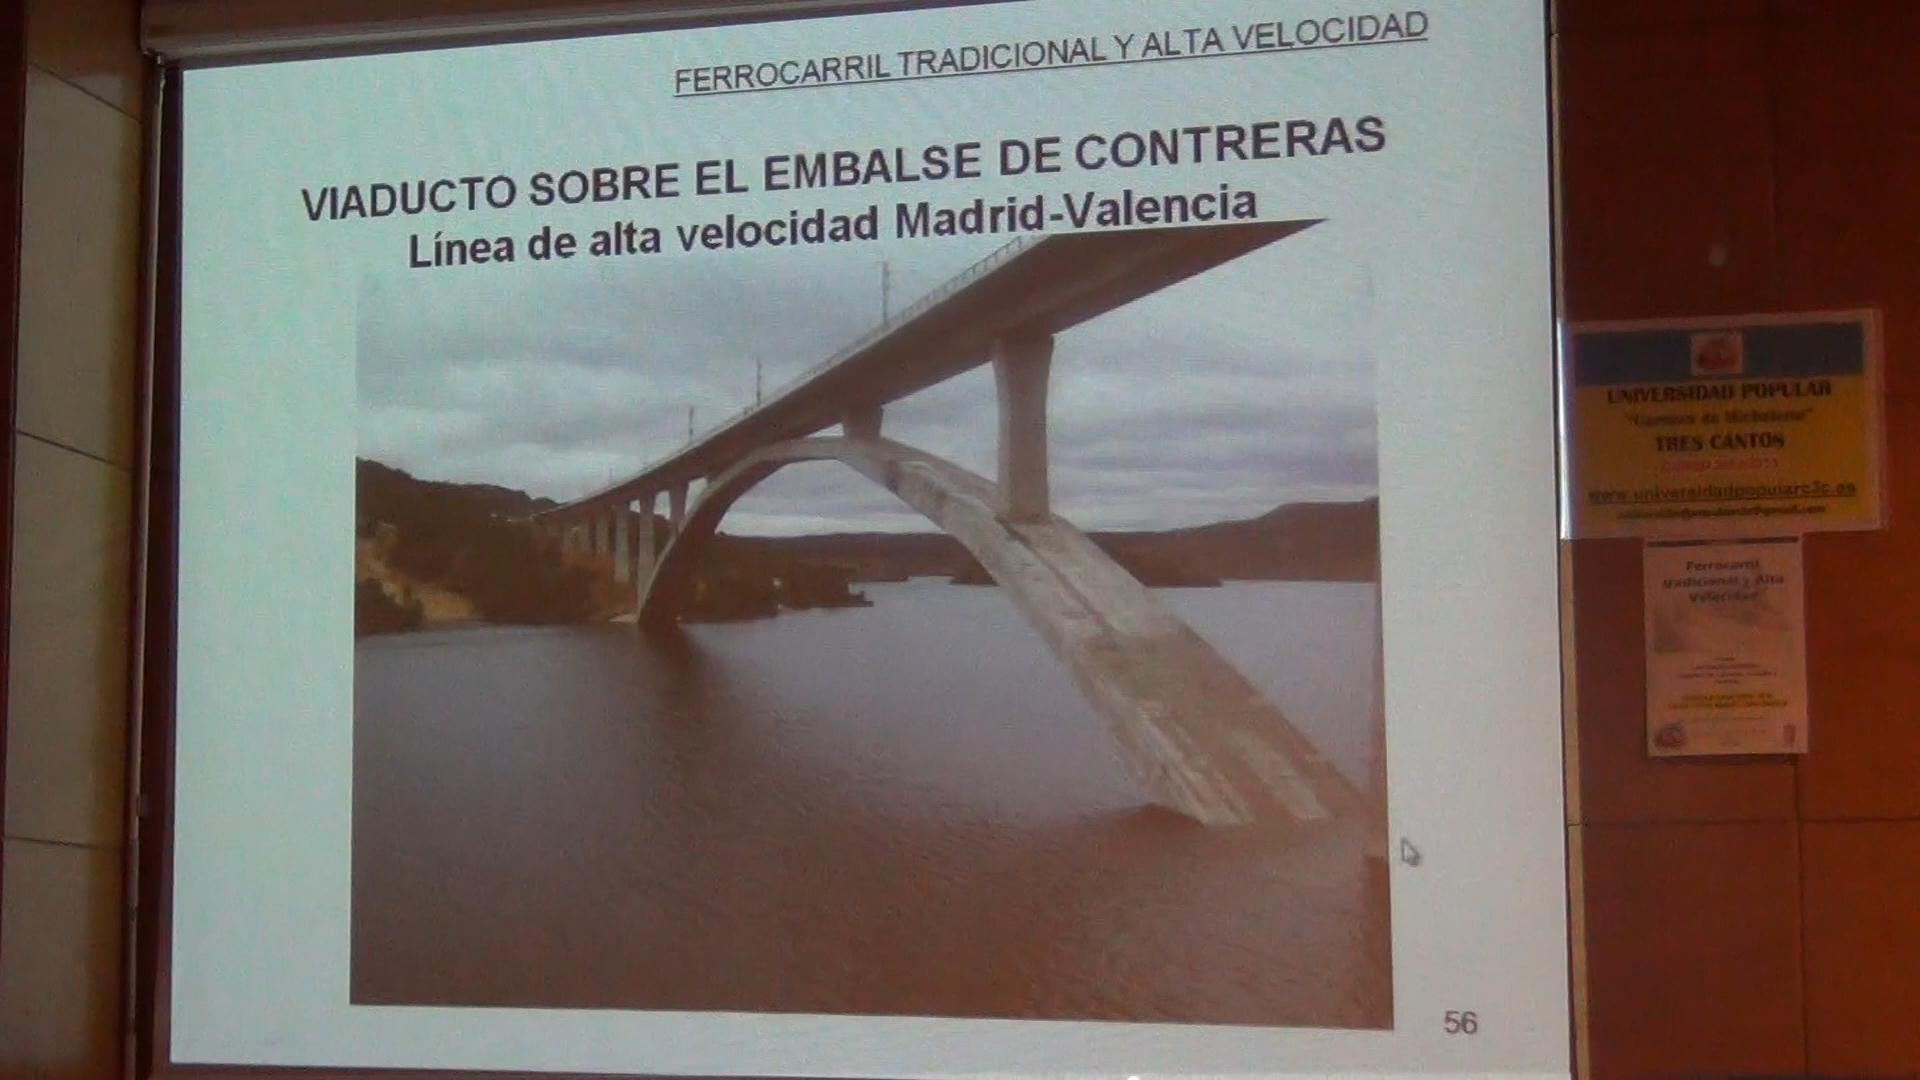 FERROCARRIL TRADICIONAL Y ALTA VELOCIDAD
VIADUCTO SOBRE EL EMBALSE DE CONTRERAS
Línea de alta velocidad Madrid-Valencia
56
UNIVERSIDAD POPULAR
TRES CANTOS
www.universidadpopularc3c.es
Ferrocarril
tradicional y Alta
Velocidad